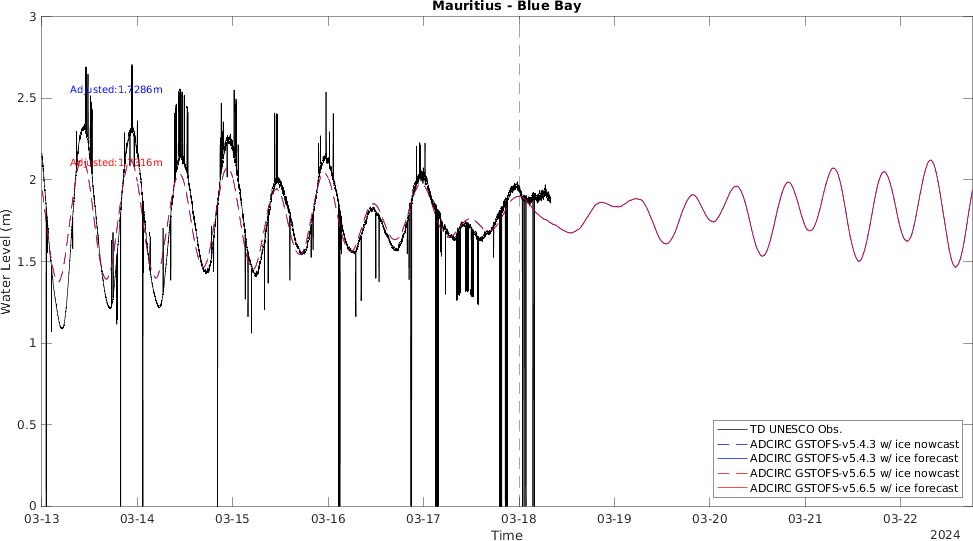 Mauritius - Blue Bay
3
2.5
2
1.5
1
0.5
0
Water Level (m)
Adjusted:1.7286m
03-13
03-14
03-15
03-16
03-17
03-18
03-19
03-20
03-21
03-22
Time
2024
TD UNESCO Obs.
ADCIRC GSTOFS-v5.4.3 w/ ice nowcast
ADCIRC GSTOFS-v5.4.3 w/ ice forecast
ADCIRC GSTOFS-v5.6.5 w/ ice nowcast
ADCIRC GSTOFS-v5.6.5 w/ ice forecast